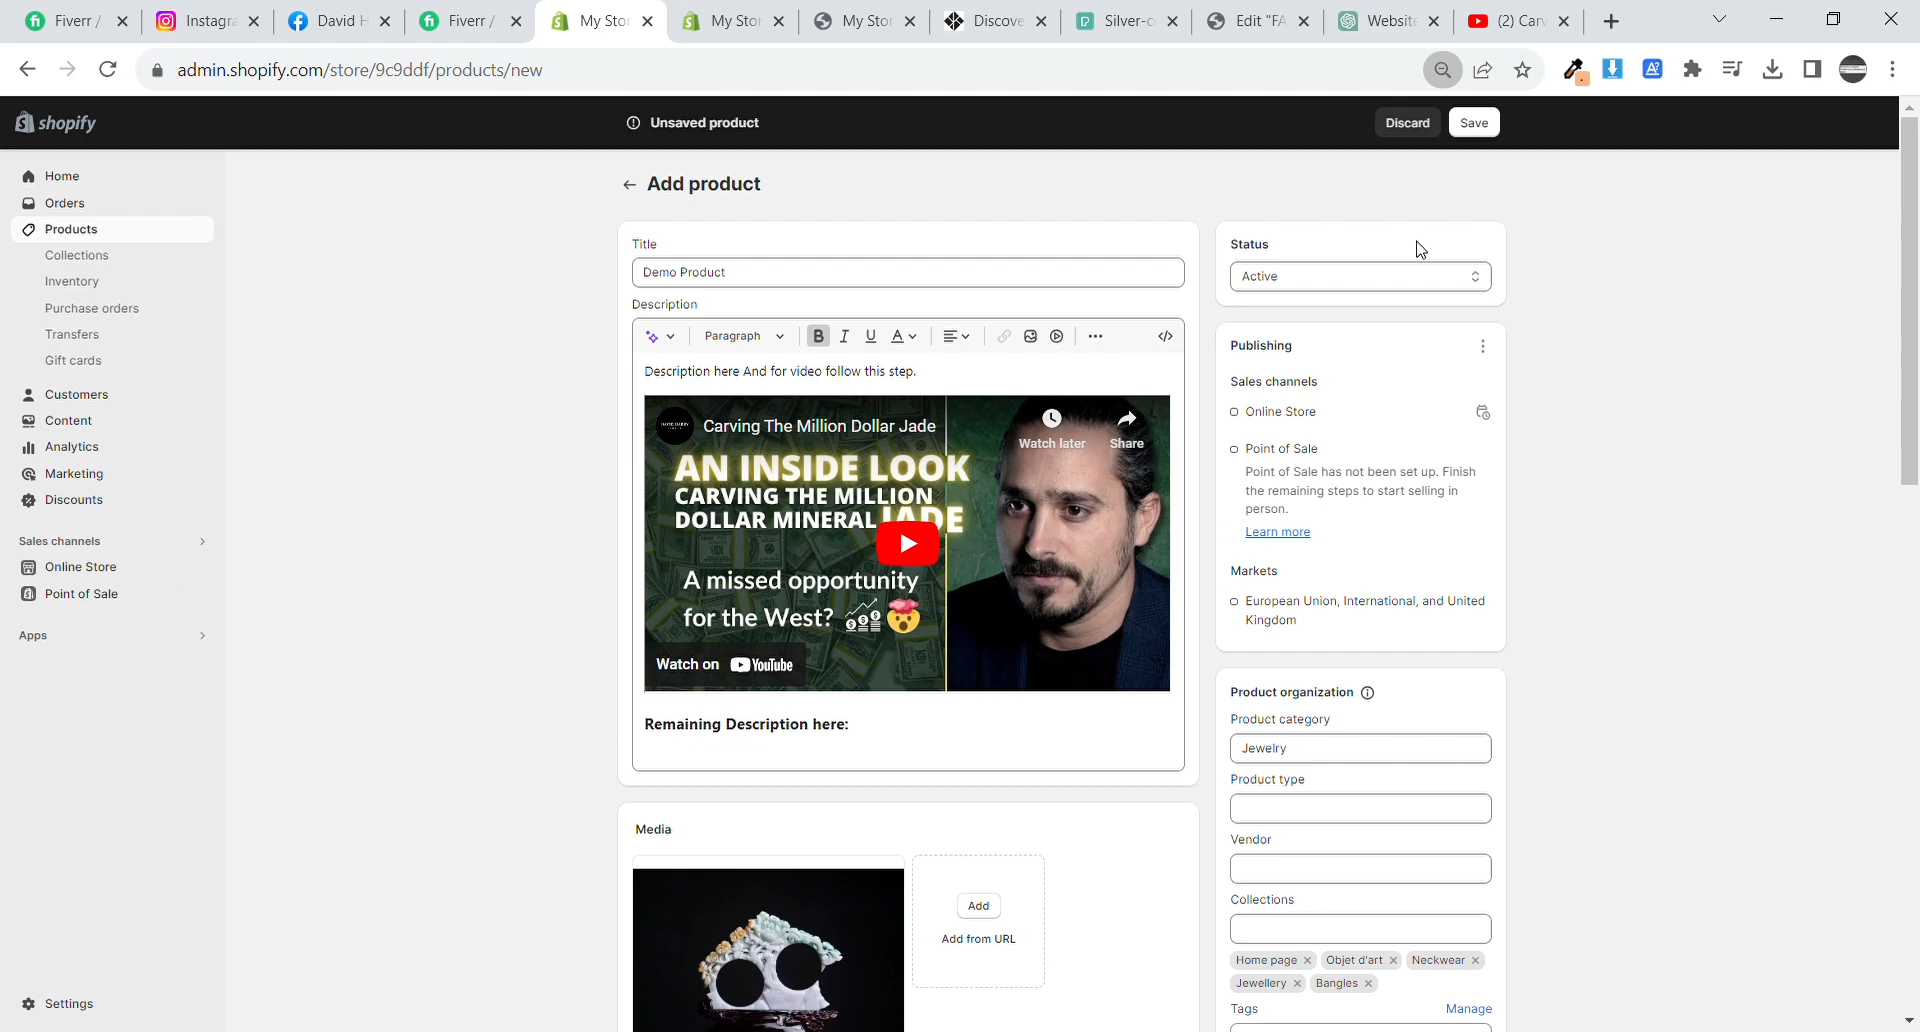 Fiverr /
Instagra
David H
Fiverr /
My Stor
My Stor
My Stor
Discove
Silver-c
Edit "FA
Website
(2) Carv
admin.shopify.com/store/9c9ddf/products/new
shopify
Unsaved product
Discard
Save
Home
Orders
Products
Collections
Inventory
Purchase orders
Transfers
Gift cards
Customers
Content
Analytics
Marketing
Discounts
Sales channels
Online Store
Point of Sale
Apps
Settings
Add product
Title
Demo Product
Description
Paragraph
B I U A
Description here And for video follow this step.
Carving The Million Dollar Jade
Watch later
Share
AN INSIDE LOOK
CARVING THE MILLION
DOLLAR MINERAL JADE
A missed opportunity
for the West?
Watch on YouTube
Remaining Description here:
Media
Add
Add from URL
Status
Active
Publishing
Sales channels
Online Store
Point of Sale
Point of Sale has not been set up. Finish
the remaining steps to start selling in
person.
Learn more
Markets
European Union, International, and United
Kingdom
Product organization
Product category
Jewelry
Product type
Vendor
Collections
Home page
Objet d'art
Neckwear
Jewellery
Bangles
Tags
Manage